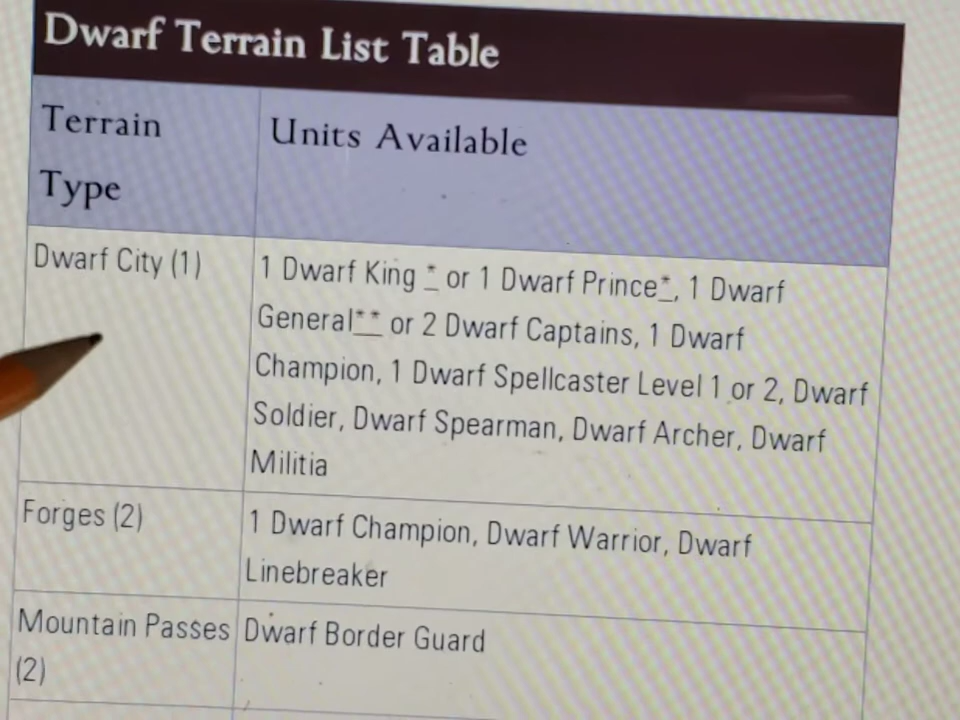 Dwarf Terrain List Table
Terrain
Type
Units Available
Dwarf City (1)
1 Dwarf King * or 1 Dwarf Prince*, 1 Dwarf
General** or 2 Dwarf Captains, 1 Dwarf
Champion, 1 Dwarf Spellcaster Level 1 or 2, Dwarf
Soldier, Dwarf Spearman, Dwarf Archer, Dwarf
Militia
Forges (2)
1 Dwarf Champion, Dwarf Warrior, Dwarf
Linebreaker
Mountain Passes
(2)
Dwarf Border Guard